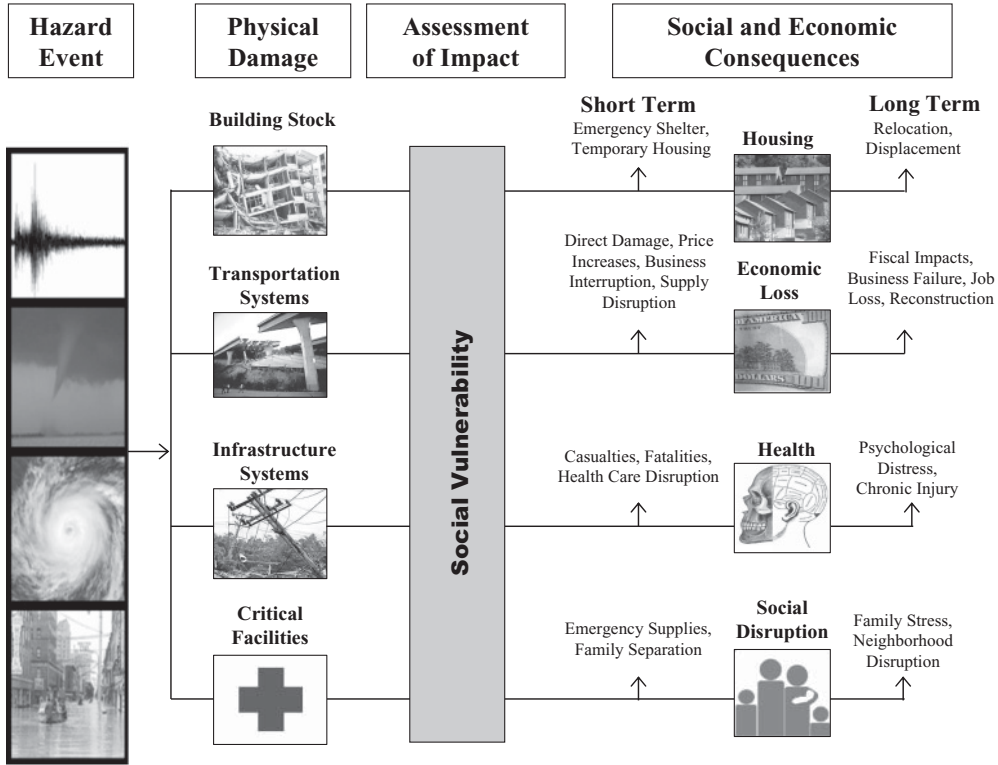 Hazard
Event
Physical
Damage
Assessment
of Impact
Social and Economic
Consequences
Building Stock
Short Term
Emergency Shelter,
Temporary Housing
Housing
Long Term
Relocation,
Displacement
Transportation
Systems
Direct Damage, Price
Increases, Business
Interruption, Supply
Disruption
Economic
Loss
Fiscal Impacts,
Business Failure, Job
Loss, Reconstruction
OF AMERICA
DOLLARS
Social Vulnerability
Infrastructure
Systems
Casualties, Fatalities,
Health Care Disruption
Health
Psychological
Distress,
Chronic Injury
Critical
Facilities
Emergency Supplies,
Family Separation
Social
Disruption
Family Stress,
Neighborhood
Disruption